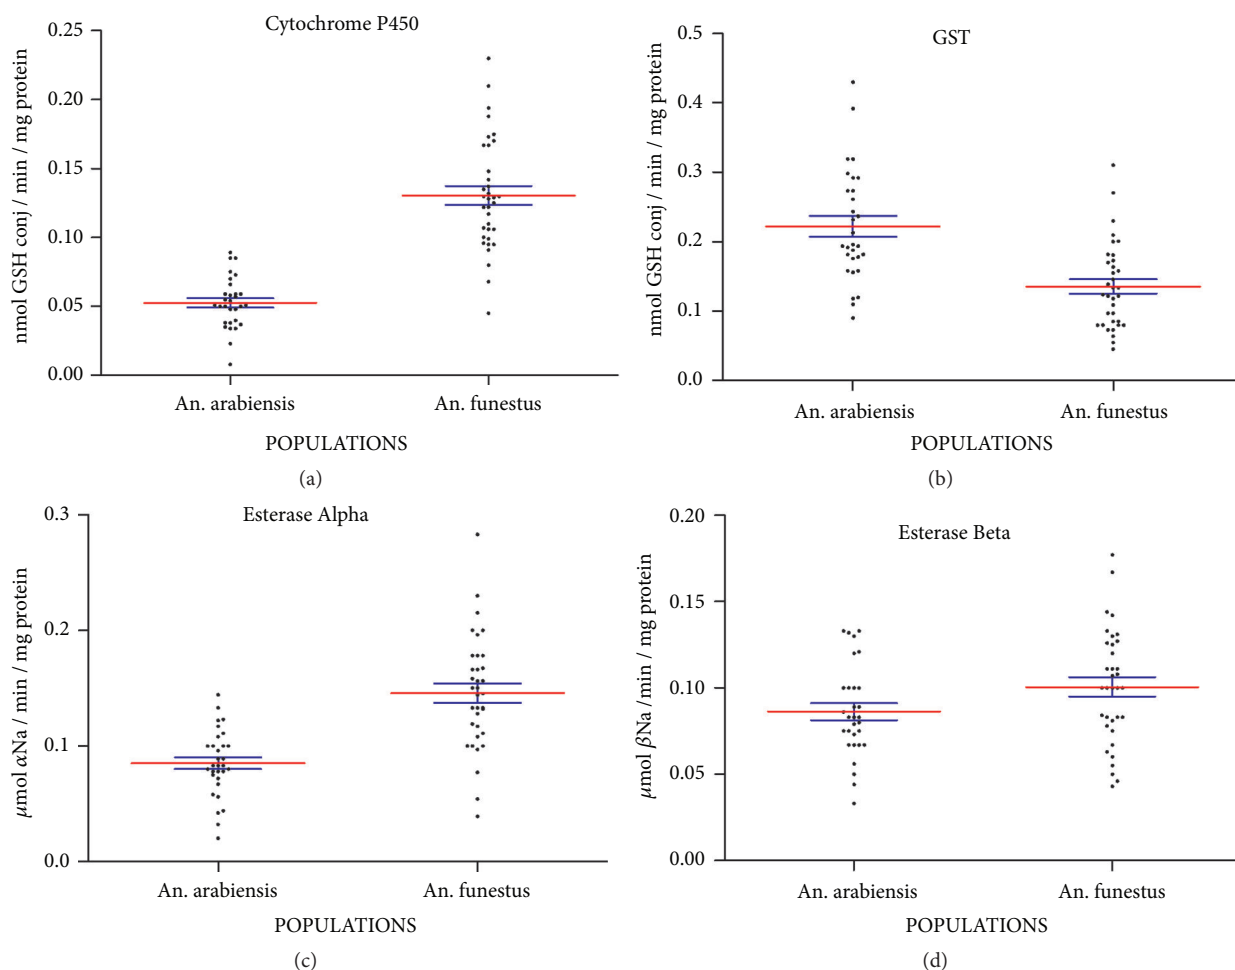 Cytochrome P450
nmol GSH conj / min / mg protein
0.25
0.20
0.15
0.10
0.05
0.00
An. arabiensis An. funestus
POPULATIONS
(a)
GST
nmol GSH conj / min / mg protein
0.5
0.4
0.3
0.2
0.1
0.0
An. arabiensis An. funestus
POPULATIONS
(b)
Esterase Alpha
μmol αNa / min / mg protein
0.3
0.2
0.1
0.0
An. arabiensis An. funestus
POPULATIONS
(c)
Esterase Beta
μmol βNa /min / mg protein
0.20
0.15
0.10
0.05
0.00
An. arabiensis An. funestus
POPULATIONS
(d)